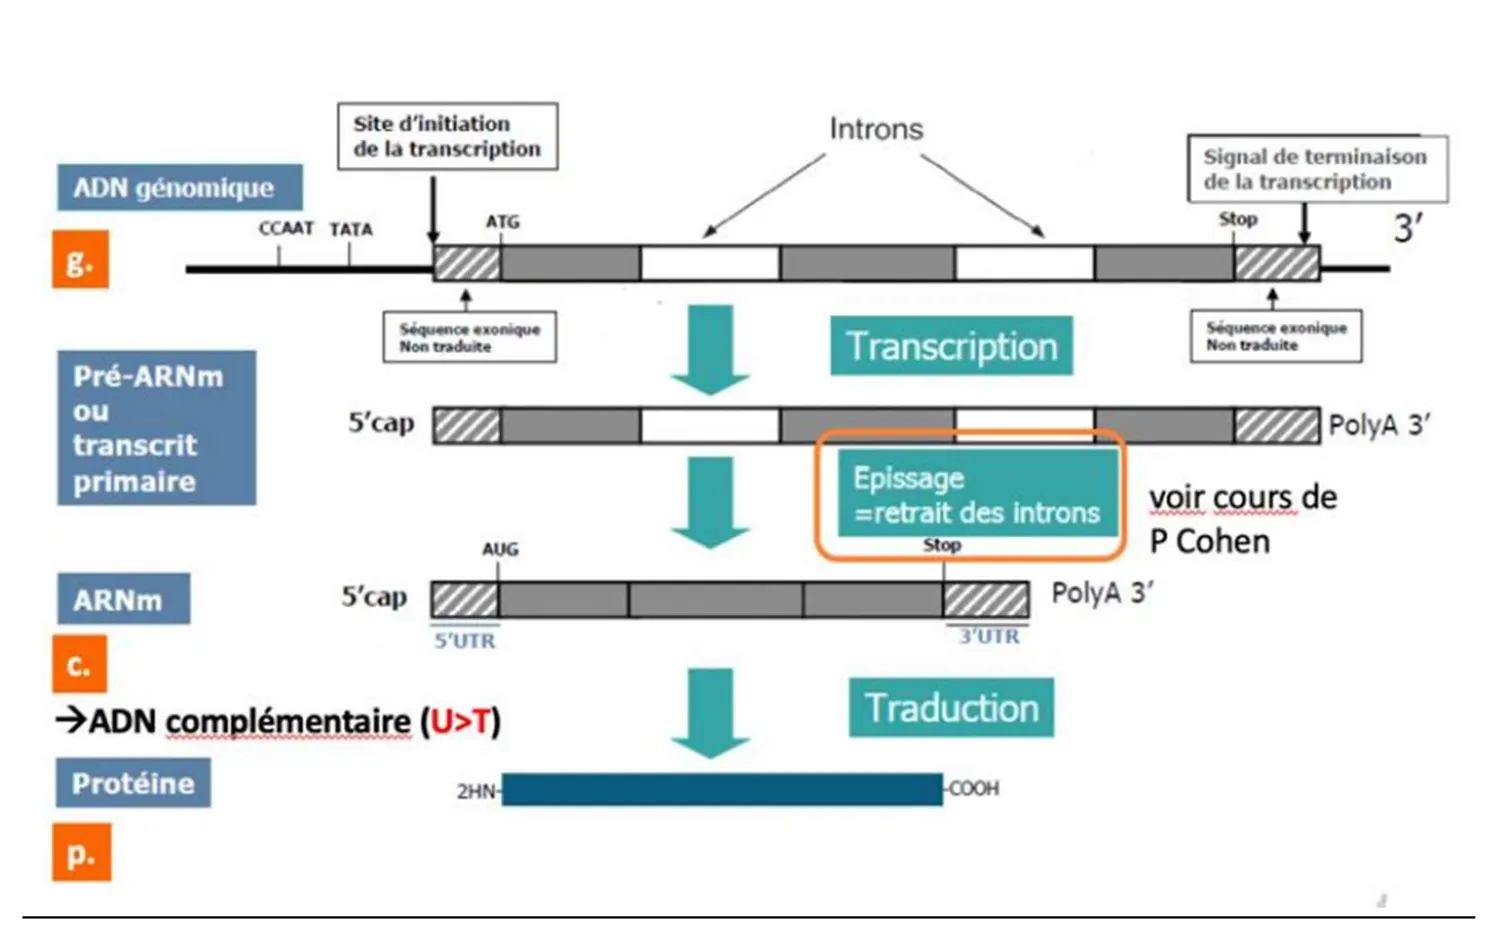 Site d'initiation
de la transcription
Introns
Signal de terminaison
de la transcription
ADN génomique
CCAAT TATA
ATG
Stop
3'
g.
Séquence exonique
Non traduite
Séquence exonique
Non traduite
Transcription
Pré-ARNm
ou
transcrit
primaire
5'cap
PolyA 3'
Epissage
=retrait des introns
voir cours de
P Cohen
AUG
Stop
ARNm
5'cap
PolyA 3'
5'UTR
3'UTR
c.
→ADN complémentaire (U>T)
Traduction
Protéine
2HN-
-COOH
p.